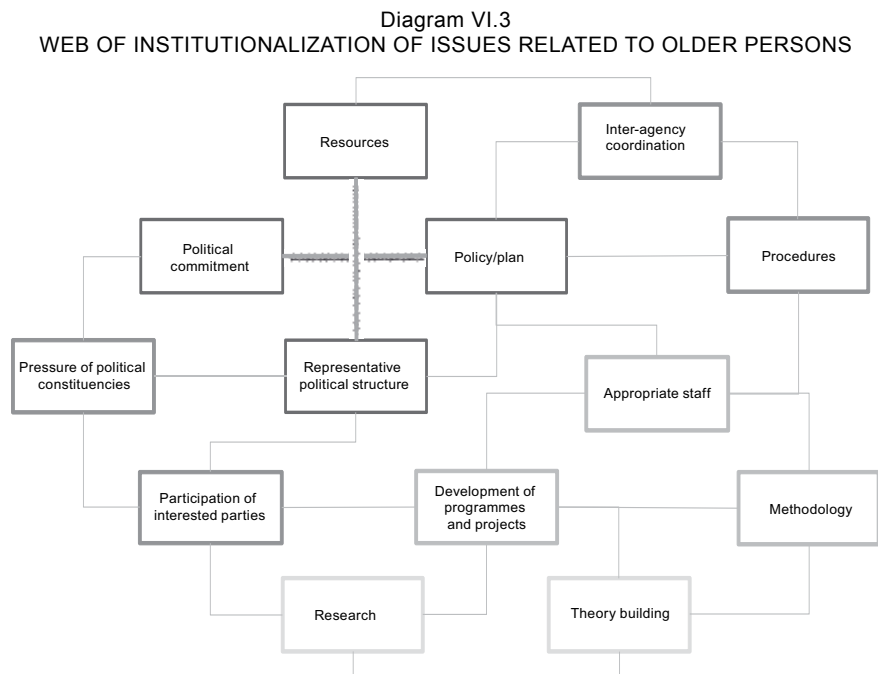 Diagram VI.3
WEB OF INSTITUTIONALIZATION OF ISSUES RELATED TO OLDER PERSONS
Resources
Inter-agency
coordination
Political
commitment
Policy/plan
Procedures
Pressure of political
constituencies
Representative
political structure
Appropriate staff
Participation of
interested parties
Development of
programmes
and projects
Methodology
Research
Theory building